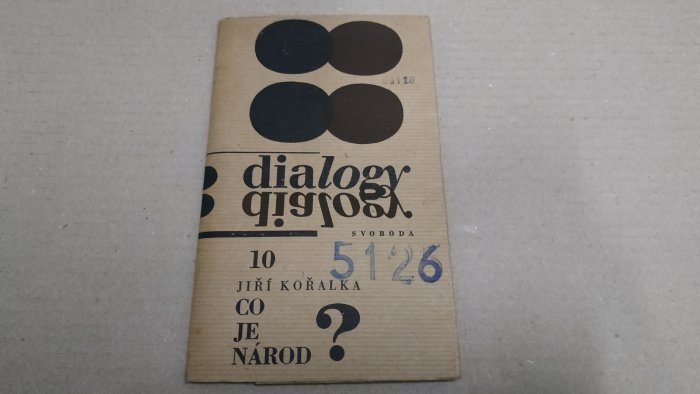 dialogy
dialogy
SVOBODA
10
5126
JIŘÍ KOŘALKA
CO
JE
NÁROD ?